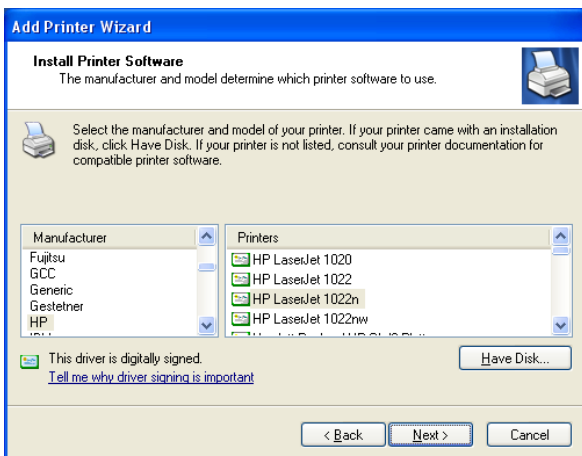 Add Printer Wizard
Install Printer Software
The manufacturer and model determine which printer software to use.
Select the manufacturer and model of your printer. If your printer came with an installation
disk, click Have Disk. If your printer is not listed, consult your printer documentation for
compatible printer software.
Manufacturer
Fujitsu
GCC
Generic
Gestetner
HP
Printers
HP LaserJet 1020
HP LaserJet 1022
HP LaserJet 1022n
HP LaserJet 1022nw
This driver is digitally signed.
Tell me why driver signing is important
Have Disk...
< Back
Next >
Cancel